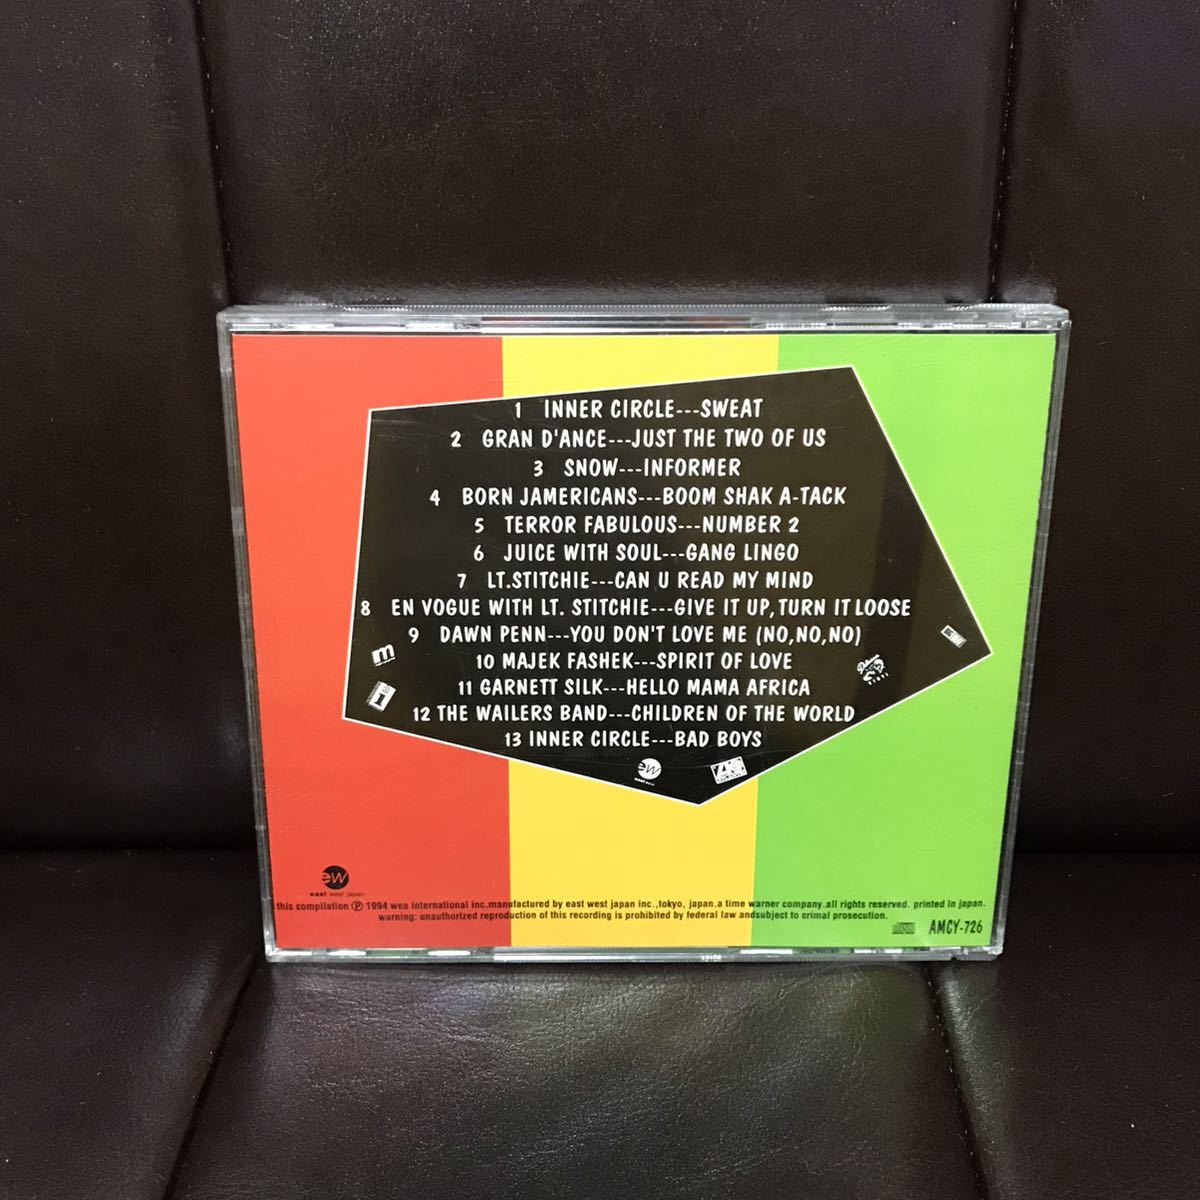 1 INNER CIRCLE---SWEAT
2 GRAN D'ANCE---JUST THE TWO OF US
3 SNOW---INFORMER
4 BORN JAMERICANS---BOOM SHAK A-TACK
5 TERROR FABULOUS---NUMBER 2
6 JUICE WITH SOUL---GANG LINGO
7 LT.STITCHIE---CAN U READ MY MIND
8 EN VOGUE WITH LT. STITCHIE---GIVE IT UP,TURN IT LOOSE
9 DAWN PENN---YOU DON'T LOVE ME (NO,NO,NO)
10 MAJEK FASHEK---SPIRIT OF LOVE
11 GARNETT SILK---HELLO MAMA AFRICA
12 THE WAILERS BAND---CHILDREN OF THE WORLD
13 INNER CIRCLE---BAD BOYS
ew
ew
east west japan
this compilation ℗ 1994 wea international inc.manufactured by east west japan inc.,tokyo, japan.a time warner company.all rights reserved. printed in japan.
warning: unauthorized reproduction of this recording is prohibited by federal law andsubject to crimal prosecution.
AMCY-726